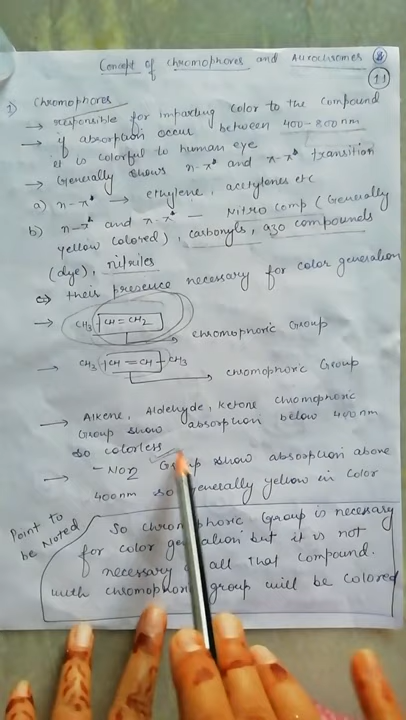 Concept of chromophores and Auxochromes 8
11
1) Chromophores
→ responsible for imparting color to the compound
→ if absorption occur between 400-800nm
it is colorful to human eye
→ Generally shows n-π* and π-π* transition
a) π-π* → ethylene, acetylenes etc
b) n-π* and π-π* — Nitro comp (Generally
yellow colored), carbonyls, azo compounds
(dye), nitriles
⇔ their presence necessary for color generation
→ CH3 CH=CH2
→ chromophoric Group
→ CH3 CH=CH CH3
→ chromophoric Group
→ Alkene, Aldehyde, ketone chromophoric
Group show absorption below 400nm
so colorless
→ -NO2 Group show absorption above
400nm so generally yellow in color
Point to
be Noted
So chromophoric Group is necessary
for color generation but it is not
necessary all that compound.
with chromophoric group will be colored